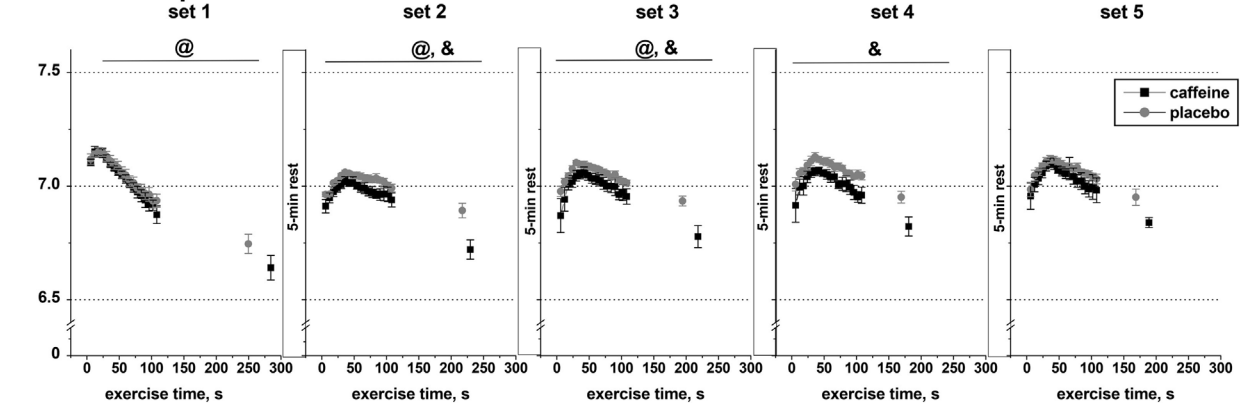 set 1 set 2 set 3 set 4 set 5
@ @, & @, & &
7.5
7.0
6.5
0
5-min rest
5-min rest
5-min rest
5-min rest
caffeine
placebo
0 50 100 150 200 250 300 0 50 100 150 200 250 300 0 50 100 150 200 250 300 0 50 100 150 200 250 300 0 50 100 150 200 250 300
exercise time, s exercise time, s exercise time, s exercise time, s exercise time, s